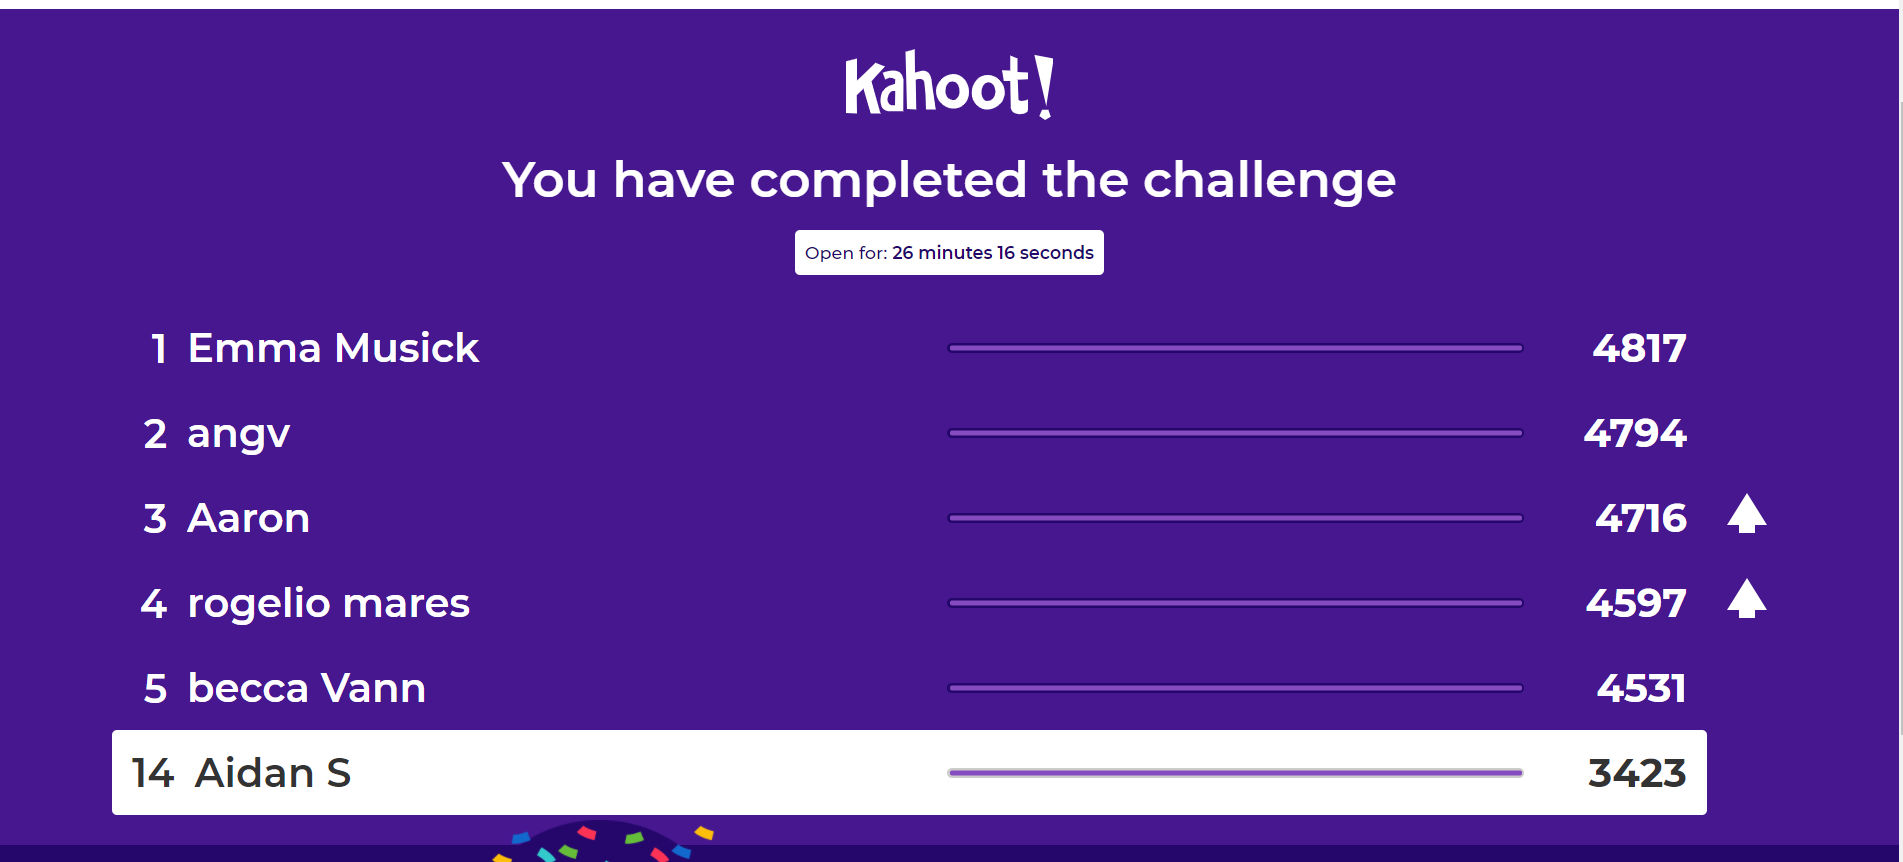 Kahoot!
You have completed the challenge
Open for: 26 minutes 16 seconds
1 Emma Musick 4817
2 angv 4794
3 Aaron 4716
4 rogelio mares 4597
5 becca Vann 4531
14 Aidan S 3423